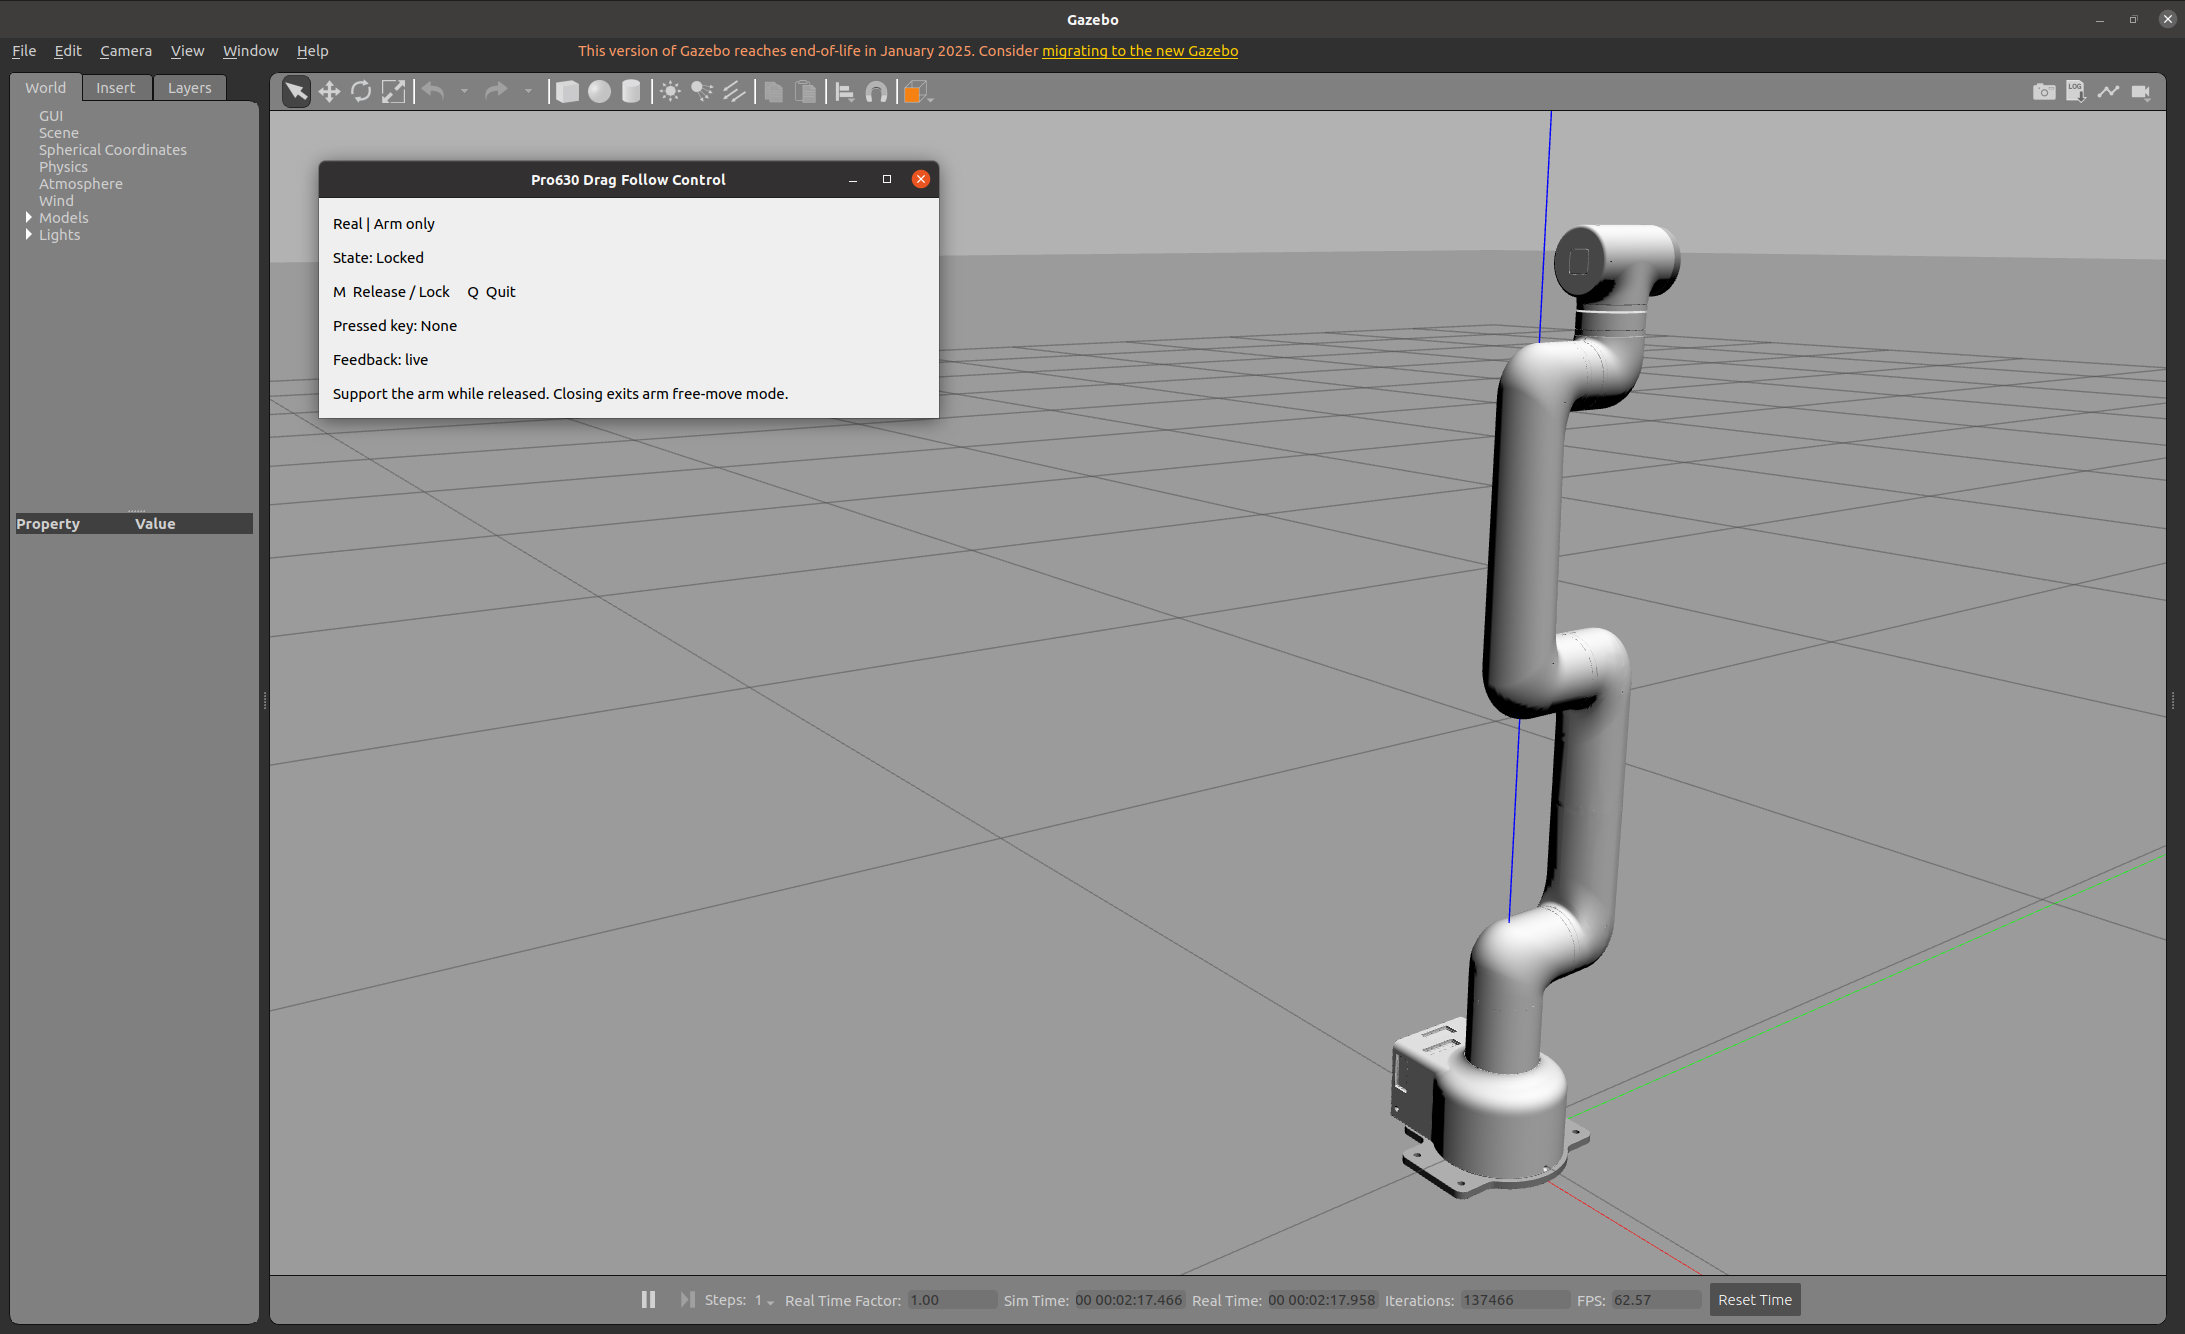 Gazebo
File Edit Camera View Window Help
This version of Gazebo reaches end-of-life in January 2025. Consider migrating to the new Gazebo
World Insert Layers
LOG
GUI
Scene
Spherical Coordinates
Physics
Atmosphere
Wind
Models
Lights
Property Value
Pro630 Drag Follow Control
Real | Arm only
State: Locked
M Release / Lock Q Quit
Pressed key: None
Feedback: live
Support the arm while released. Closing exits arm free-move mode.
Steps: 1 Real Time Factor: 1.00 Sim Time: 00 00:02:17.466 Real Time: 00 00:02:17.958 Iterations: 137466 FPS: 62.57 Reset Time